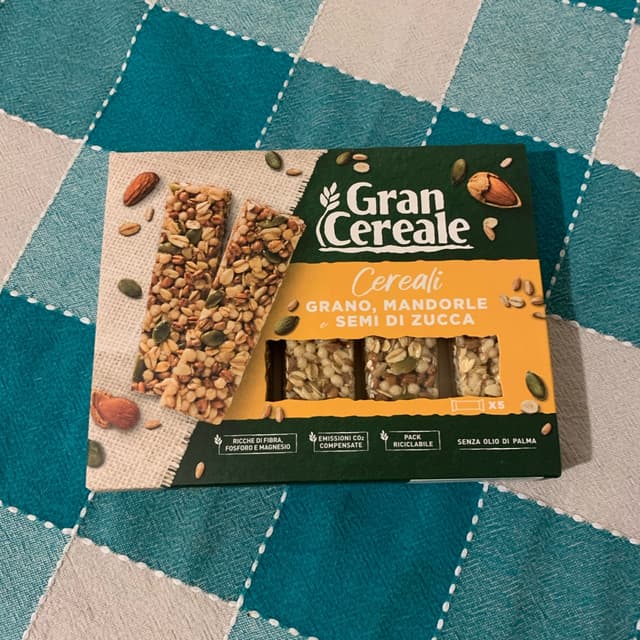 Gran
Cereale
Cereali
GRANO, MANDORLE
e SEMI DI ZUCCA
X5
RICCHE DI FIBRA,
FOSFORO E MAGNESIO
EMISSIONI CO₂
COMPENSATE
PACK
RICICLABILE
SENZA OLIO DI PALMA